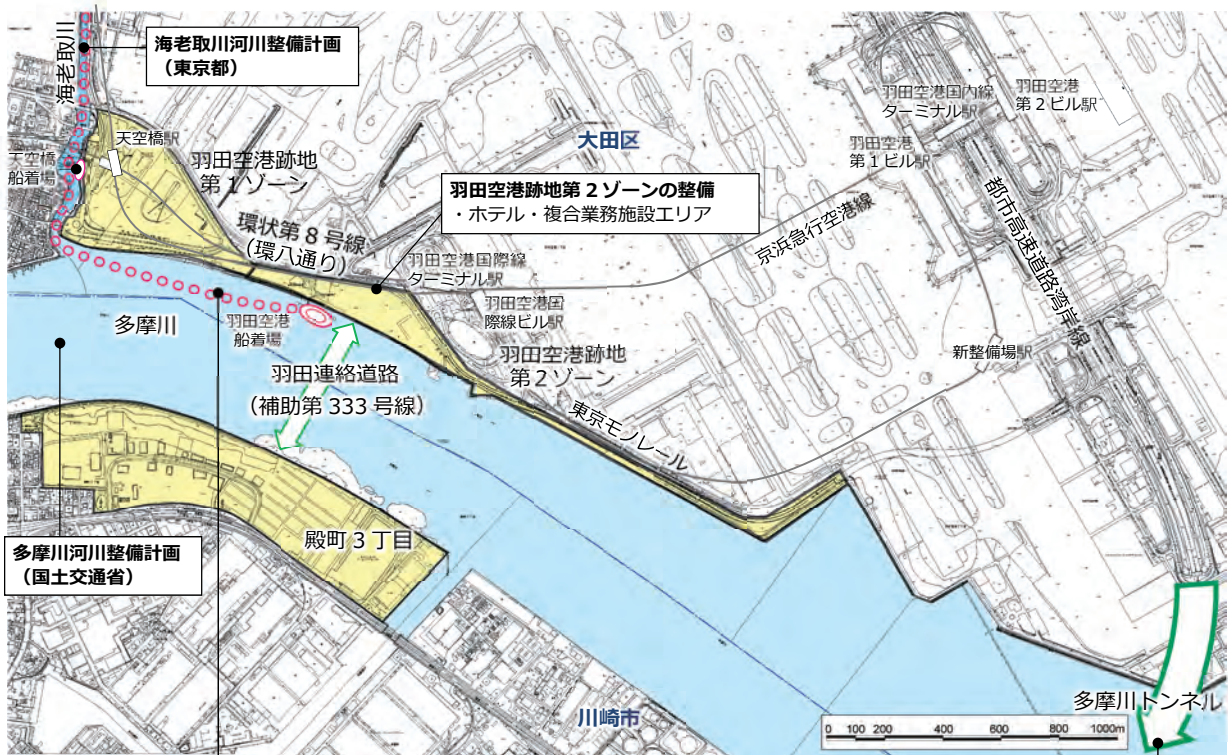 海老取川河川整備計画
（東京都）
海老取川
天空橋駅
天空橋
船着場
羽田空港跡地
第１ゾーン
大田区
羽田空港国内線
ターミナル駅
羽田空港
第２ビル駅
羽田空港
第１ビル駅
羽田空港跡地第２ゾーンの整備
・ホテル・複合業務施設エリア
環状第８号線
（環八通り）
羽田空港国際線
ターミナル駅
京浜急行空港線
都市高速道路湾岸線
羽田空港国
際線ビル駅
多摩川
羽田空港
船着場
新整備場駅
羽田空港跡地
第２ゾーン
羽田連絡道路
（補助第 333 号線）
東京モノレール
殿町３丁目
多摩川河川整備計画
（国土交通省）
川崎市
多摩川トンネル
0 100 200 400 600 800 1000m